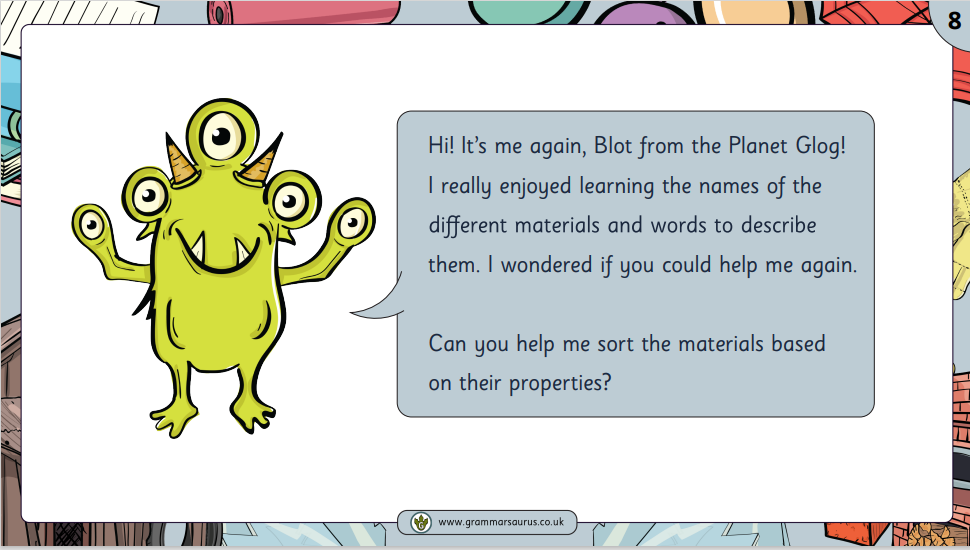 8
Hi! It's me again, Blot from the Planet Glog!
I really enjoyed learning the names of the
different materials and words to describe
them. I wondered if you could help me again.
Can you help me sort the materials based
on their properties?
www.grammarsaurus.co.uk